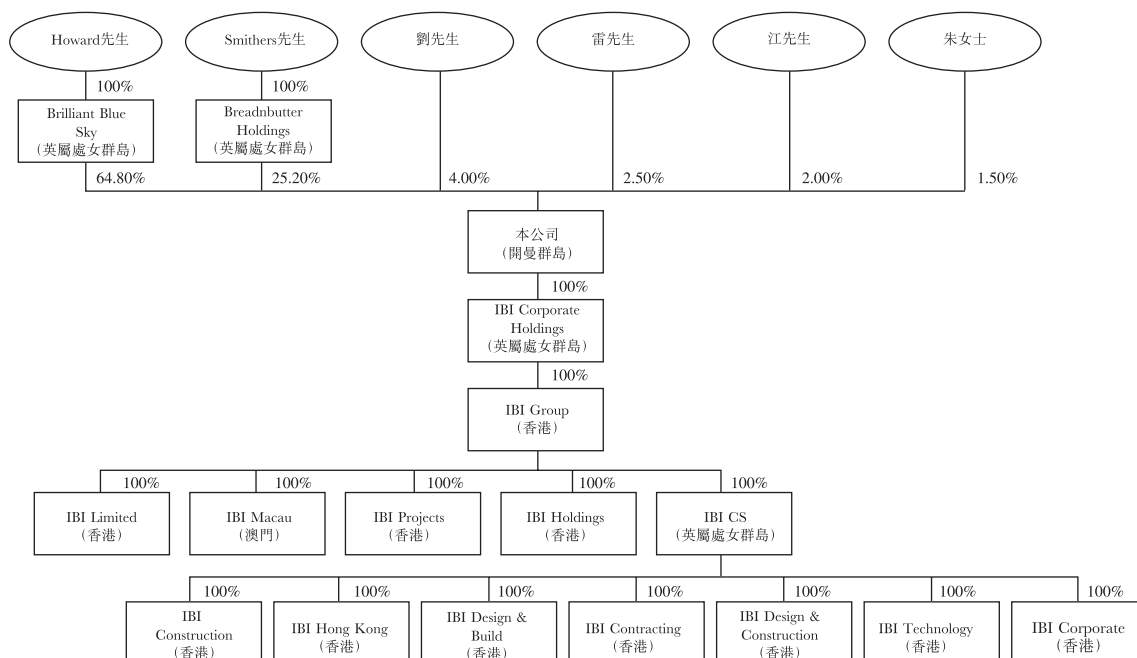 Howard先生
Smithers先生
劉先生
雷先生
江先生
朱女士
100%
100%
Brilliant Blue
Sky
（英屬處女群島）
Breadnbutter
Holdings
（英屬處女群島）
64.80%
25.20%
4.00%
2.50%
2.00%
1.50%
本公司
（開曼群島）
100%
IBI Corporate
Holdings
（英屬處女群島）
100%
IBI Group
（香港）
100%
100%
100%
100%
100%
IBI Limited
（香港）
IBI Macau
（澳門）
IBI Projects
（香港）
IBI Holdings
（香港）
IBI CS
（英屬處女群島）
100%
100%
100%
100%
100%
100%
100%
IBI
Construction
（香港）
IBI Hong Kong
（香港）
IBI Design &
Build
（香港）
IBI Contracting
（香港）
IBI Design &
Construction
（香港）
IBI Technology
（香港）
IBI Corporate
（香港）